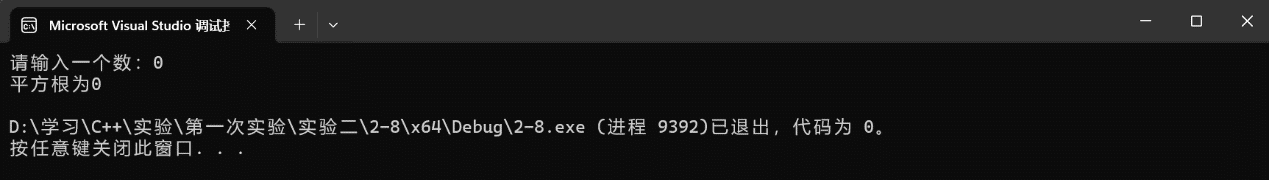 Microsoft Visual Studio 调试
请输入一个数：0
平方根为0
D:\学习\C++\实验\第一次实验\实验二\2-8\x64\Debug\2-8.exe (进程 9392)已退出，代码为 0。
按任意键关闭此窗口. . .